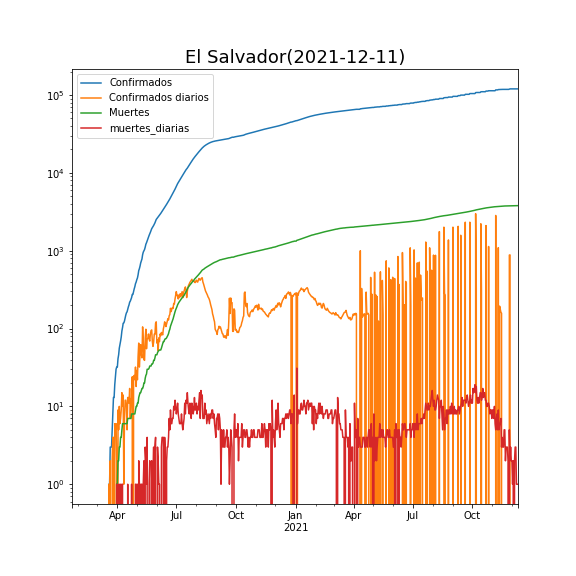 El Salvador(2021-12-11)
Confirmados
Confirmados diarios
Muertes
muertes_diarias
10⁵
10⁴
10³
10²
10¹
10⁰
Apr Jul Oct Jan Apr Jul Oct
2021